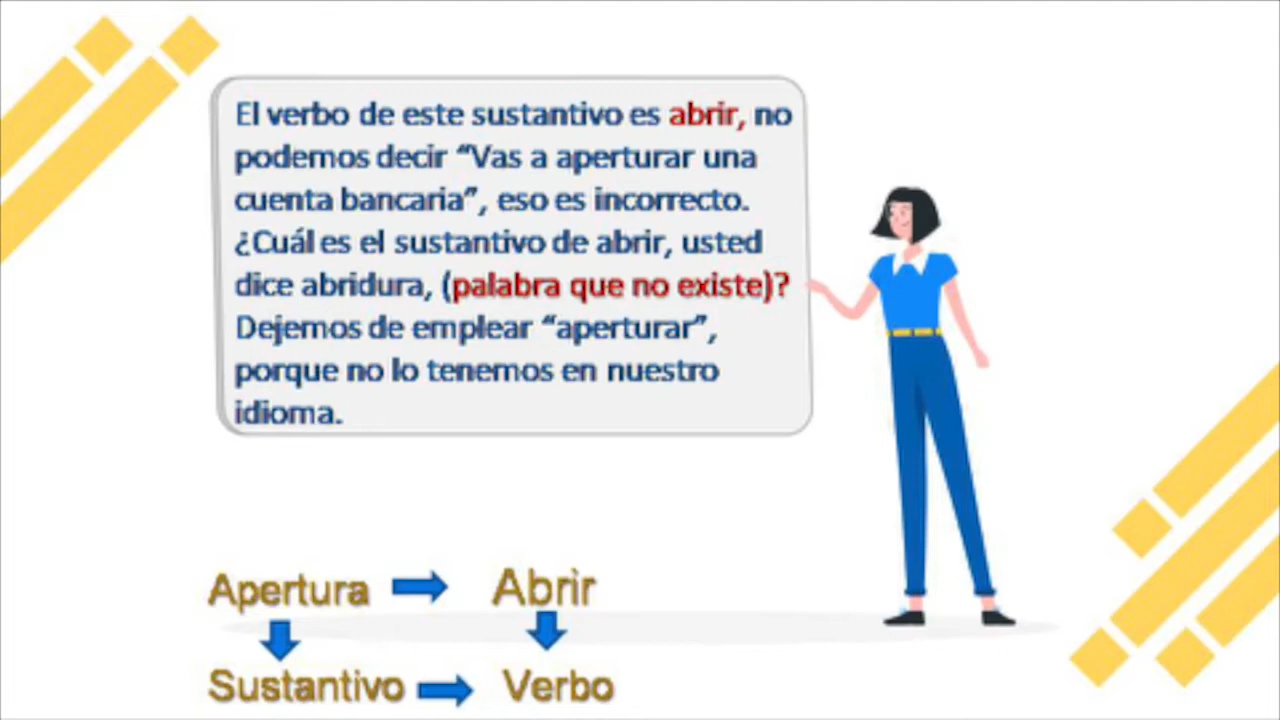 El verbo de este sustantivo es abrir, no
podemos decir “Vas a aperturar una
cuenta bancaria”, eso es incorrecto.
¿Cuál es el sustantivo de abrir, usted
dice abridura, (palabra que no existe)?
Dejemos de emplear “aperturar”,
porque no lo tenemos en nuestro
idioma.
Apertura Abrir
Sustantivo Verbo